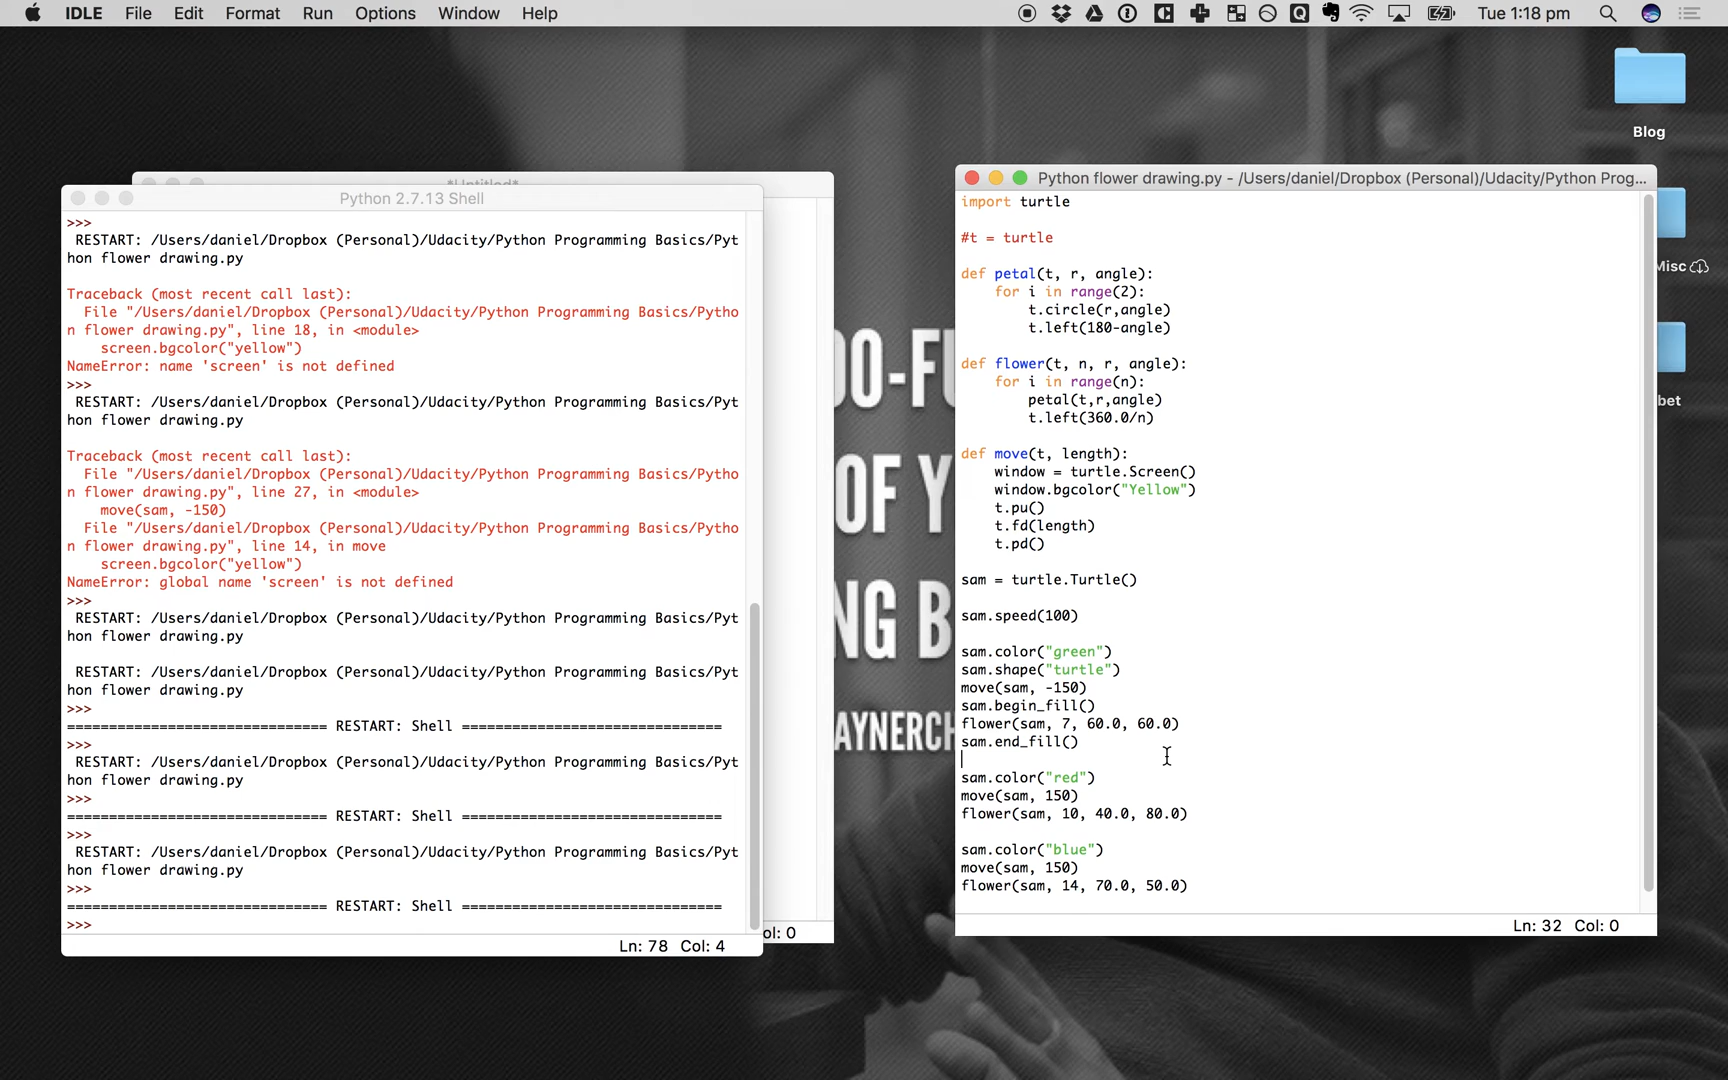 IDLE File Edit Format Run Options Window Help
Tue 1:18 pm
Blog
Misc
bet
*Untitled*
ol: 0
Python 2.7.13 Shell
>>>
RESTART: /Users/daniel/Dropbox (Personal)/Udacity/Python Programming Basics/Pyt
hon flower drawing.py
Traceback (most recent call last):
File "/Users/daniel/Dropbox (Personal)/Udacity/Python Programming Basics/Pytho
n flower drawing.py", line 18, in <module>
screen.bgcolor("yellow")
NameError: name 'screen' is not defined
>>>
RESTART: /Users/daniel/Dropbox (Personal)/Udacity/Python Programming Basics/Pyt
hon flower drawing.py
Traceback (most recent call last):
File "/Users/daniel/Dropbox (Personal)/Udacity/Python Programming Basics/Pytho
n flower drawing.py", line 27, in <module>
move(sam, -150)
File "/Users/daniel/Dropbox (Personal)/Udacity/Python Programming Basics/Pytho
n flower drawing.py", line 14, in move
screen.bgcolor("yellow")
NameError: global name 'screen' is not defined
>>>
RESTART: /Users/daniel/Dropbox (Personal)/Udacity/Python Programming Basics/Pyt
hon flower drawing.py
RESTART: /Users/daniel/Dropbox (Personal)/Udacity/Python Programming Basics/Pyt
hon flower drawing.py
>>>
=============================== RESTART: Shell ===============================
>>>
RESTART: /Users/daniel/Dropbox (Personal)/Udacity/Python Programming Basics/Pyt
hon flower drawing.py
>>>
=============================== RESTART: Shell ===============================
>>>
RESTART: /Users/daniel/Dropbox (Personal)/Udacity/Python Programming Basics/Pyt
hon flower drawing.py
>>>
=============================== RESTART: Shell ===============================
>>>
Ln: 78 Col: 4
OO-FU
OF Y
NG B
AYNERCH
Python flower drawing.py - /Users/daniel/Dropbox (Personal)/Udacity/Python Prog...
import turtle
#t = turtle
def petal(t, r, angle):
for i in range(2):
t.circle(r,angle)
t.left(180-angle)
def flower(t, n, r, angle):
for i in range(n):
petal(t,r,angle)
t.left(360.0/n)
def move(t, length):
window = turtle.Screen()
window.bgcolor("Yellow")
t.pu()
t.fd(length)
t.pd()
sam = turtle.Turtle()
sam.speed(100)
sam.color("green")
sam.shape("turtle")
move(sam, -150)
sam.begin_fill()
flower(sam, 7, 60.0, 60.0)
sam.end_fill()
sam.color("red")
move(sam, 150)
flower(sam, 10, 40.0, 80.0)
sam.color("blue")
move(sam, 150)
flower(sam, 14, 70.0, 50.0)
Ln: 32 Col: 0